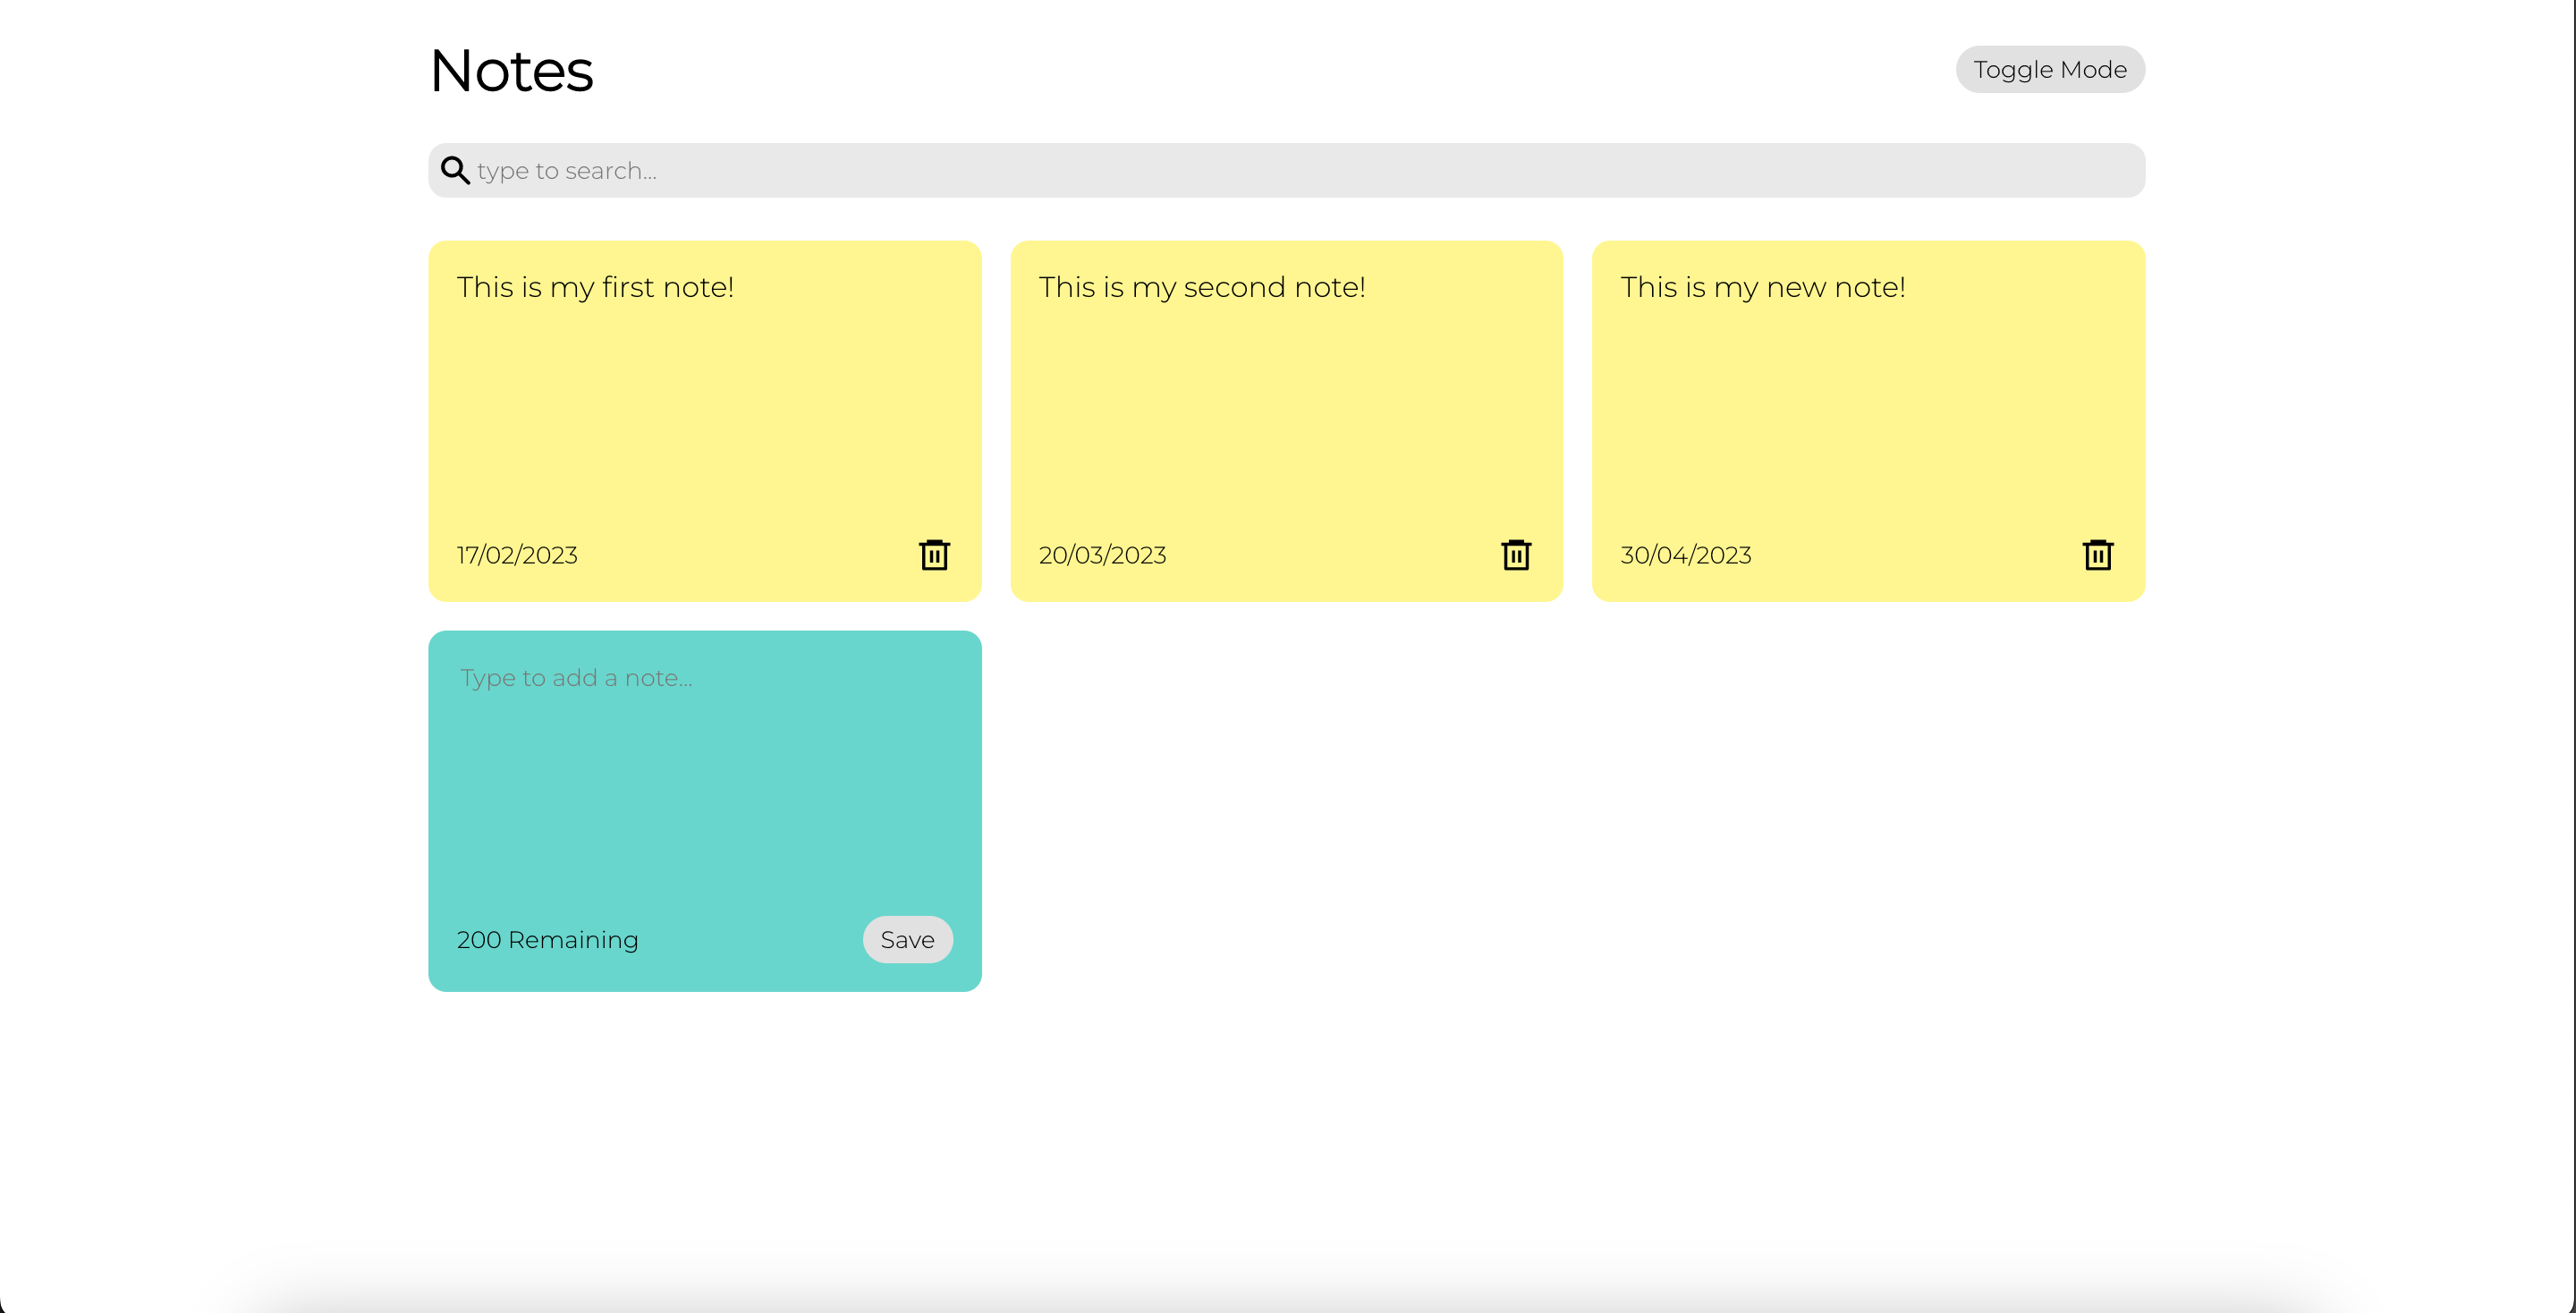 Notes
Toggle Mode
type to search...
This is my first note!
This is my second note!
This is my new note!
17/02/2023
20/03/2023
30/04/2023
Type to add a note...
200 Remaining
Save